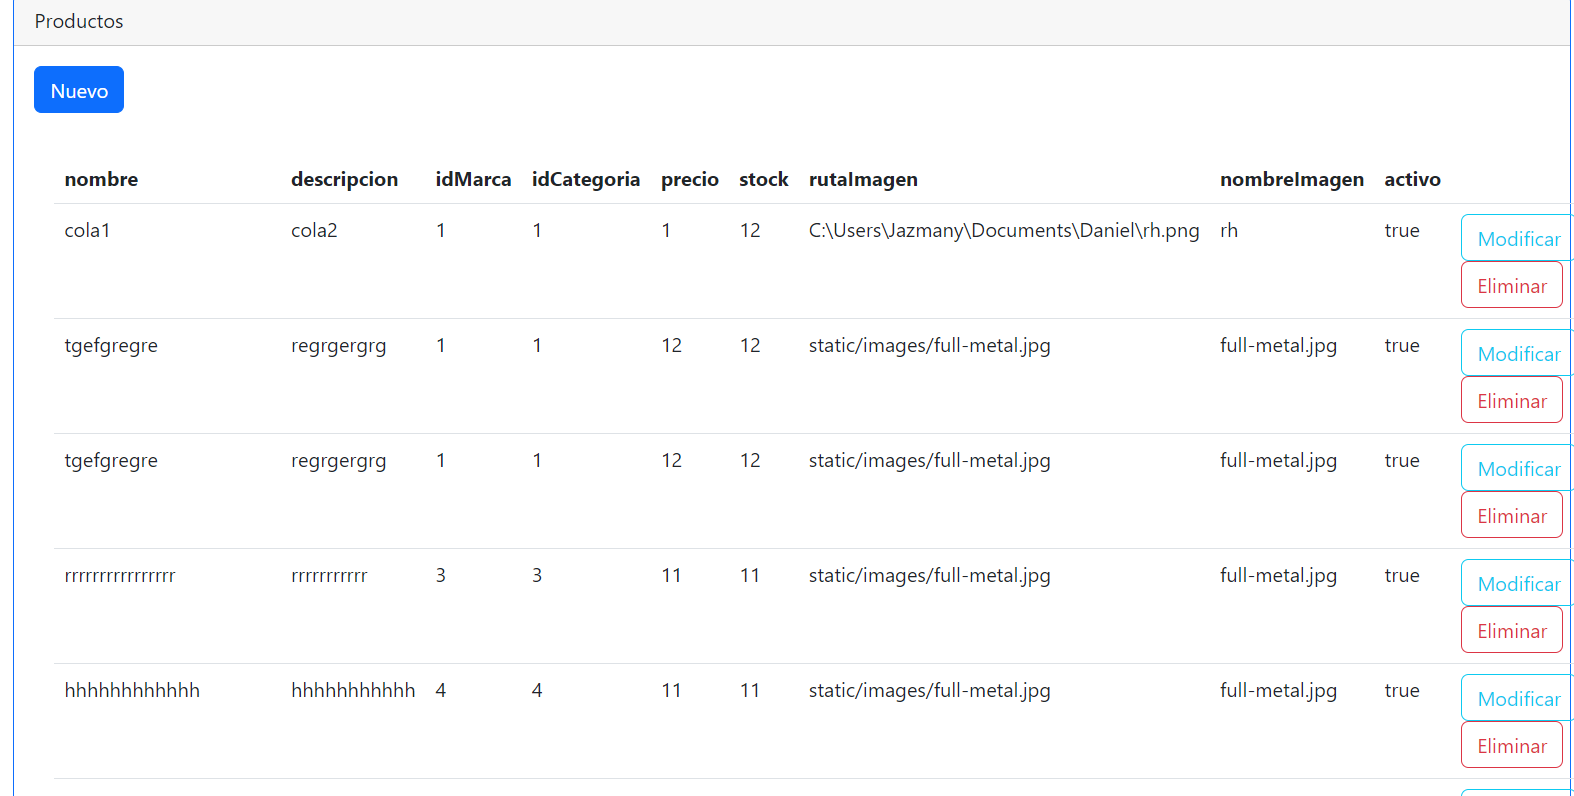 Productos
Nuevo
nombre descripcion idMarca idCategoria precio stock rutaImagen nombreImagen activo
cola1 cola2 1 1 1 12 C:\Users\Jazmany\Documents\Daniel\rh.png rh true Modificar
Eliminar
tgefgregre regrgergrg 1 1 12 12 static/images/full-metal.jpg full-metal.jpg true Modificar
Eliminar
tgefgregre regrgergrg 1 1 12 12 static/images/full-metal.jpg full-metal.jpg true Modificar
Eliminar
rrrrrrrrrrrrrrrr rrrrrrrrrrr 3 3 11 11 static/images/full-metal.jpg full-metal.jpg true Modificar
Eliminar
hhhhhhhhhhhh hhhhhhhhhhh 4 4 11 11 static/images/full-metal.jpg full-metal.jpg true Modificar
Eliminar